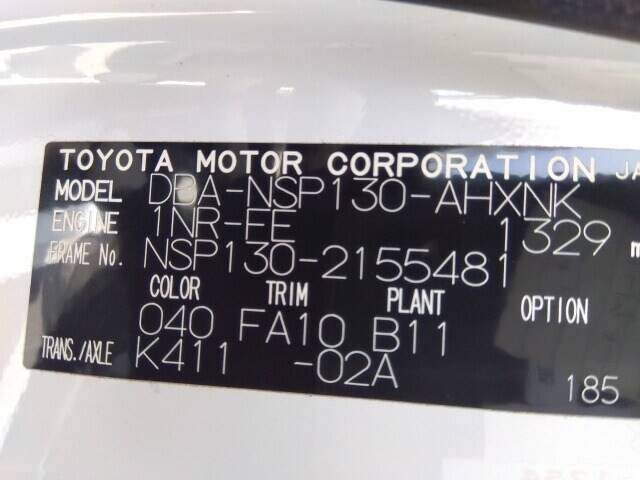 TOYOTA MOTOR CORPORATION JA
MODEL DBA-NSP130-AHXNK
ENGINE 1NR-FE 1329 m
FRAME No. NSP130-2155481
COLOR TRIM PLANT OPTION
040 FA10 B11
TRANS./AXLE K411 -02A
185